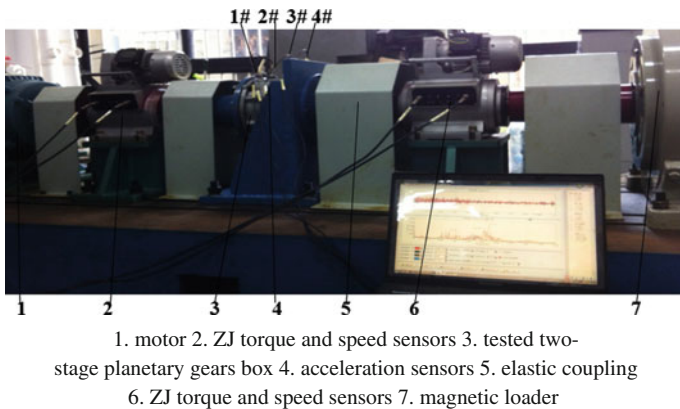 1# 2# 3# 4#
1 2 3 4 5 6 7
1. motor 2. ZJ torque and speed sensors 3. tested two-
stage planetary gears box 4. acceleration sensors 5. elastic coupling
6. ZJ torque and speed sensors 7. magnetic loader